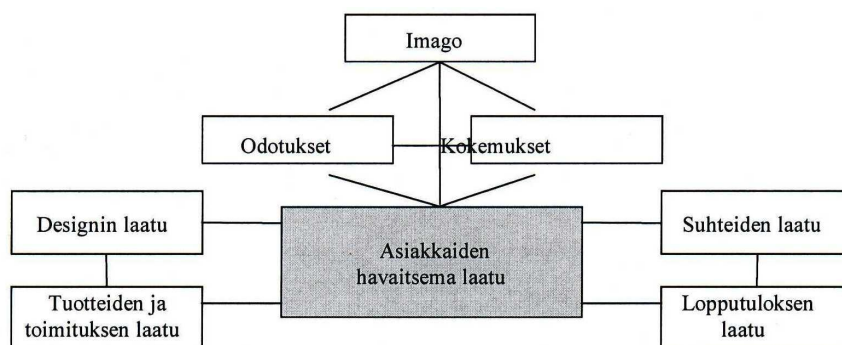 Imago
Odotukset
Kokemukset
Designin laatu
Suhteiden laatu
Asiakkaiden
havaitsema laatu
Tuotteiden ja
toimituksen laatu
Lopputuloksen
laatu